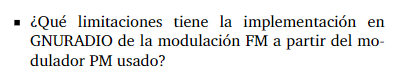 ▪ ¿Qué limitaciones tiene la implementación en
GNURADIO de la modulación FM a partir del mo-
dulador PM usado?